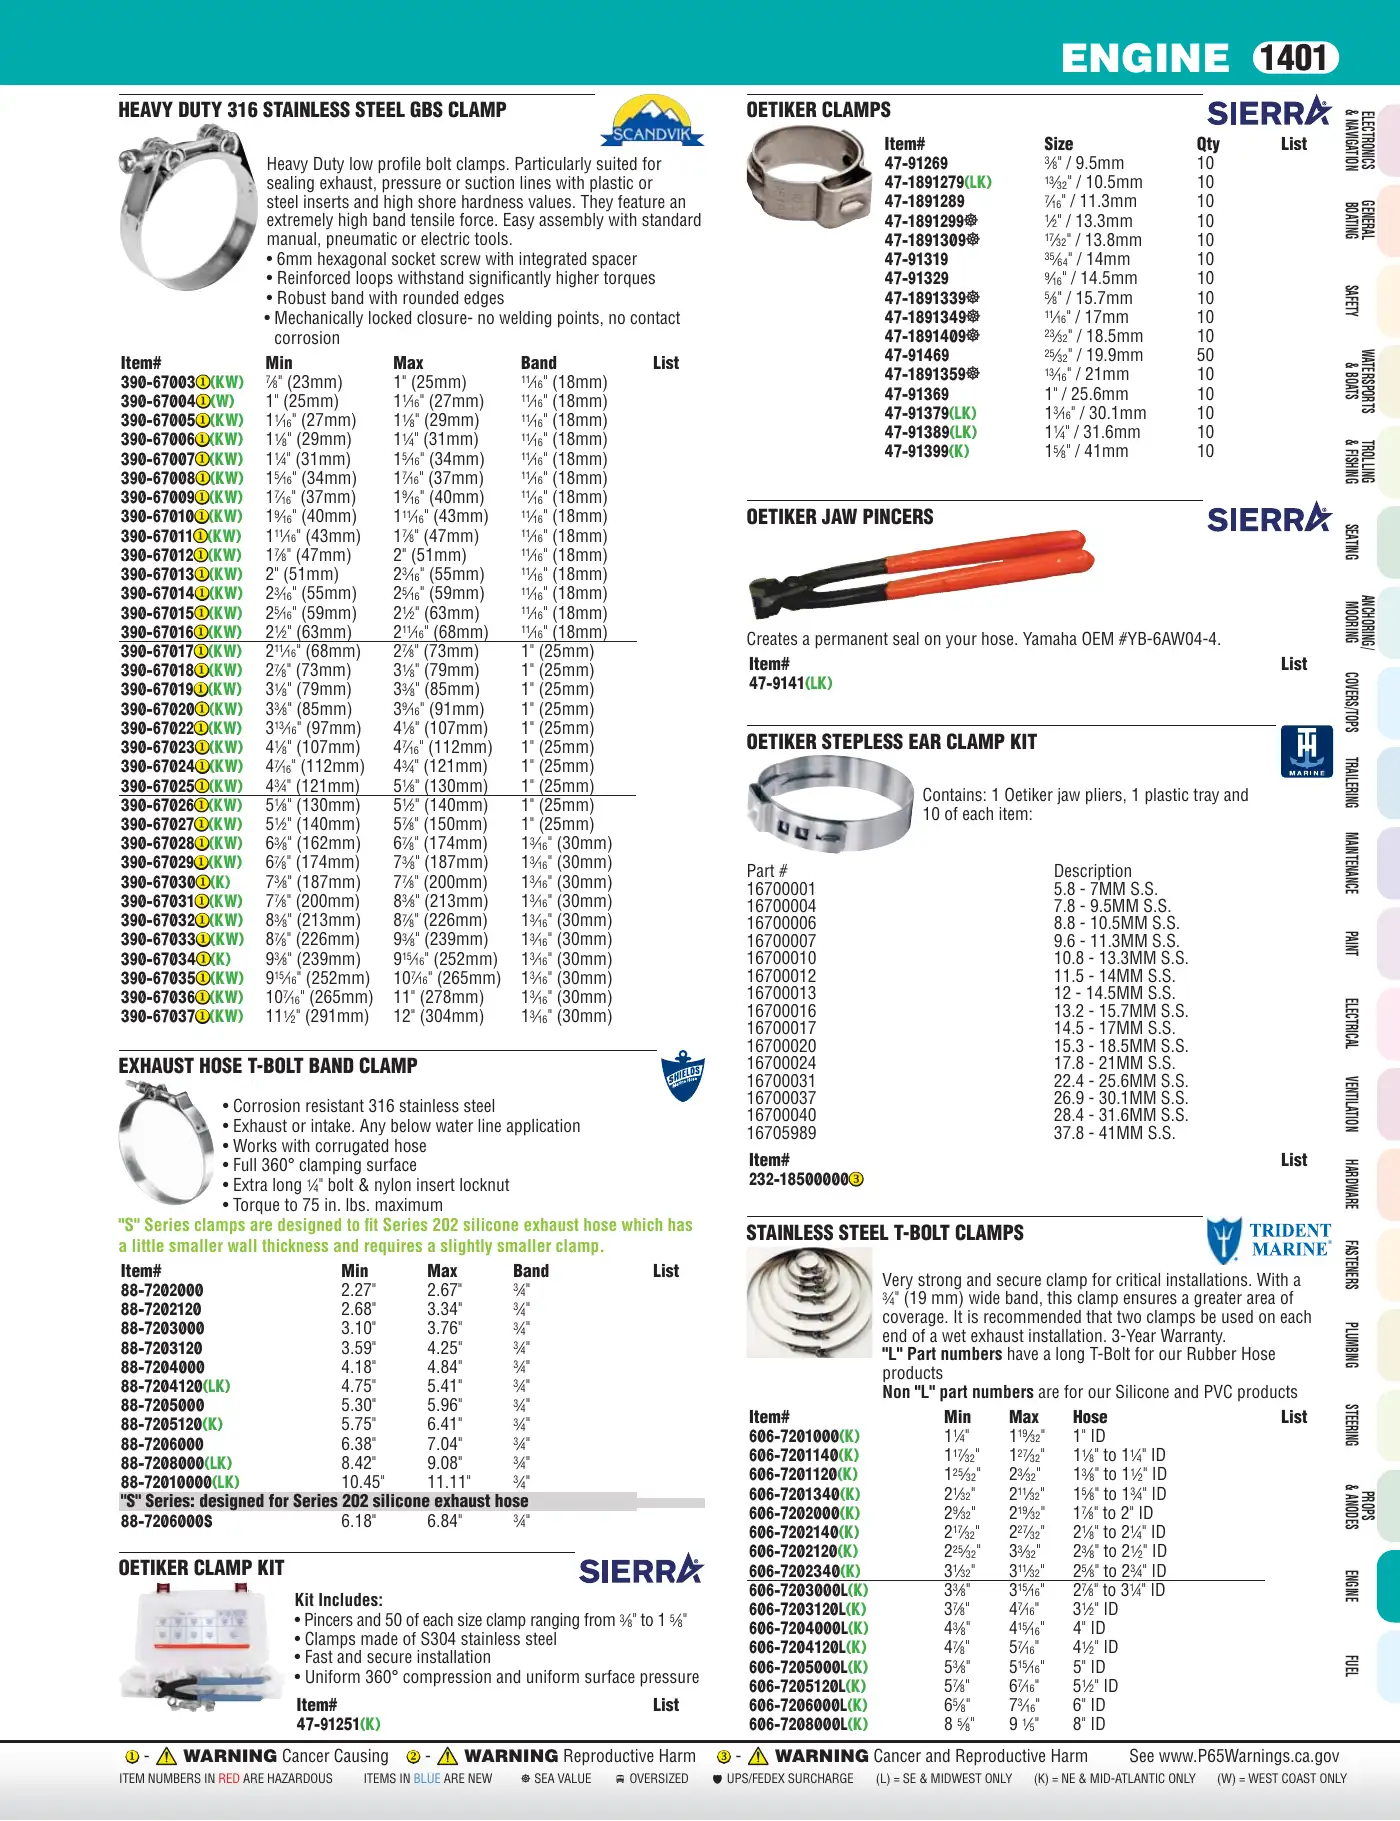 ENGINE 1401
HEAVY DUTY 316 STAINLESS STEEL GBS CLAMP
SCANDVIK
Heavy Duty low profile bolt clamps. Particularly suited for
sealing exhaust, pressure or suction lines with plastic or
steel inserts and high shore hardness values. They feature an
extremely high band tensile force. Easy assembly with standard
manual, pneumatic or electric tools.
• 6mm hexagonal socket screw with integrated spacer
• Reinforced loops withstand significantly higher torques
• Robust band with rounded edges
• Mechanically locked closure- no welding points, no contact
corrosion
Item# Min Max Band List
390-67003①(KW) ⅞" (23mm) 1" (25mm) 11⁄16" (18mm)
390-67004①(W) 1" (25mm) 11⁄16" (27mm) 11⁄16" (18mm)
390-67005①(KW) 11⁄16" (27mm) 1⅛" (29mm) 11⁄16" (18mm)
390-67006①(KW) 1⅛" (29mm) 1¼" (31mm) 11⁄16" (18mm)
390-67007①(KW) 1¼" (31mm) 15⁄16" (34mm) 11⁄16" (18mm)
390-67008①(KW) 15⁄16" (34mm) 17⁄16" (37mm) 11⁄16" (18mm)
390-67009①(KW) 17⁄16" (37mm) 19⁄16" (40mm) 11⁄16" (18mm)
390-67010①(KW) 19⁄16" (40mm) 111⁄16" (43mm) 11⁄16" (18mm)
390-67011①(KW) 111⁄16" (43mm) 1⅞" (47mm) 11⁄16" (18mm)
390-67012①(KW) 1⅞" (47mm) 2" (51mm) 11⁄16" (18mm)
390-67013①(KW) 2" (51mm) 23⁄16" (55mm) 11⁄16" (18mm)
390-67014①(KW) 23⁄16" (55mm) 25⁄16" (59mm) 11⁄16" (18mm)
390-67015①(KW) 25⁄16" (59mm) 2½" (63mm) 11⁄16" (18mm)
390-67016①(KW) 2½" (63mm) 211⁄16" (68mm) 11⁄16" (18mm)
390-67017①(KW) 211⁄16" (68mm) 2⅞" (73mm) 1" (25mm)
390-67018①(KW) 2⅞" (73mm) 3⅛" (79mm) 1" (25mm)
390-67019①(KW) 3⅛" (79mm) 3⅜" (85mm) 1" (25mm)
390-67020①(KW) 3⅜" (85mm) 39⁄16" (91mm) 1" (25mm)
390-67022①(KW) 313⁄16" (97mm) 4⅛" (107mm) 1" (25mm)
390-67023①(KW) 4⅛" (107mm) 47⁄16" (112mm) 1" (25mm)
390-67024①(KW) 47⁄16" (112mm) 4¾" (121mm) 1" (25mm)
390-67025①(KW) 4¾" (121mm) 5⅛" (130mm) 1" (25mm)
390-67026①(KW) 5⅛" (130mm) 5½" (140mm) 1" (25mm)
390-67027①(KW) 5½" (140mm) 5⅞" (150mm) 1" (25mm)
390-67028①(KW) 6⅜" (162mm) 6⅞" (174mm) 13⁄16" (30mm)
390-67029①(KW) 6⅞" (174mm) 7⅜" (187mm) 13⁄16" (30mm)
390-67030①(K) 7⅜" (187mm) 7⅞" (200mm) 13⁄16" (30mm)
390-67031①(KW) 7⅞" (200mm) 8⅜" (213mm) 13⁄16" (30mm)
390-67032①(KW) 8⅜" (213mm) 8⅞" (226mm) 13⁄16" (30mm)
390-67033①(KW) 8⅞" (226mm) 9⅜" (239mm) 13⁄16" (30mm)
390-67034①(K) 9⅜" (239mm) 915⁄16" (252mm) 13⁄16" (30mm)
390-67035①(KW) 915⁄16" (252mm) 107⁄16" (265mm) 13⁄16" (30mm)
390-67036①(KW) 107⁄16" (265mm) 11" (278mm) 13⁄16" (30mm)
390-67037①(KW) 11½" (291mm) 12" (304mm) 13⁄16" (30mm)
EXHAUST HOSE T-BOLT BAND CLAMP
SHIELDS
• Corrosion resistant 316 stainless steel
• Exhaust or intake. Any below water line application
• Works with corrugated hose
• Full 360° clamping surface
• Extra long ¼" bolt & nylon insert locknut
• Torque to 75 in. lbs. maximum
"S" Series clamps are designed to fit Series 202 silicone exhaust hose which has
a little smaller wall thickness and requires a slightly smaller clamp.
Item# Min Max Band List
88-7202000 2.27" 2.67" ¾"
88-7202120 2.68" 3.34" ¾"
88-7203000 3.10" 3.76" ¾"
88-7203120 3.59" 4.25" ¾"
88-7204000 4.18" 4.84" ¾"
88-7204120(LK) 4.75" 5.41" ¾"
88-7205000 5.30" 5.96" ¾"
88-7205120(K) 5.75" 6.41" ¾"
88-7206000 6.38" 7.04" ¾"
88-7208000(LK) 8.42" 9.08" ¾"
88-72010000(LK) 10.45" 11.11" ¾"
"S" Series: designed for Series 202 silicone exhaust hose
88-7206000S 6.18" 6.84" ¾"
OETIKER CLAMP KIT
SIERRA
Kit Includes:
• Pincers and 50 of each size clamp ranging from ⅜" to 1 ⅝"
• Clamps made of S304 stainless steel
• Fast and secure installation
• Uniform 360° compression and uniform surface pressure
Item# List
47-91251(K)
OETIKER CLAMPS
SIERRA
Item# Size Qty List
47-91269 ⅜" / 9.5mm 10
47-1891279(LK) 13⁄32" / 10.5mm 10
47-1891289 7⁄16" / 11.3mm 10
47-1891299☸ ½" / 13.3mm 10
47-1891309☸ 17⁄32" / 13.8mm 10
47-91319 35⁄64" / 14mm 10
47-91329 9⁄16" / 14.5mm 10
47-1891339☸ ⅝" / 15.7mm 10
47-1891349☸ 11⁄16" / 17mm 10
47-1891409☸ 23⁄32" / 18.5mm 10
47-91469 25⁄32" / 19.9mm 50
47-1891359☸ 13⁄16" / 21mm 10
47-91369 1" / 25.6mm 10
47-91379(LK) 13⁄16" / 30.1mm 10
47-91389(LK) 1¼" / 31.6mm 10
47-91399(K) 1⅝" / 41mm 10
OETIKER JAW PINCERS
SIERRA
Creates a permanent seal on your hose. Yamaha OEM #YB-6AW04-4.
Item# List
47-9141(LK)
OETIKER STEPLESS EAR CLAMP KIT
TH MARINE
Contains: 1 Oetiker jaw pliers, 1 plastic tray and
10 of each item:
Part # Description
16700001 5.8 - 7MM S.S.
16700004 7.8 - 9.5MM S.S.
16700006 8.8 - 10.5MM S.S.
16700007 9.6 - 11.3MM S.S.
16700010 10.8 - 13.3MM S.S.
16700012 11.5 - 14MM S.S.
16700013 12 - 14.5MM S.S.
16700016 13.2 - 15.7MM S.S.
16700017 14.5 - 17MM S.S.
16700020 15.3 - 18.5MM S.S.
16700024 17.8 - 21MM S.S.
16700031 22.4 - 25.6MM S.S.
16700037 26.9 - 30.1MM S.S.
16700040 28.4 - 31.6MM S.S.
16705989 37.8 - 41MM S.S.
Item# List
232-18500000③
STAINLESS STEEL T-BOLT CLAMPS
TRIDENT MARINE
Very strong and secure clamp for critical installations. With a
¾" (19 mm) wide band, this clamp ensures a greater area of
coverage. It is recommended that two clamps be used on each
end of a wet exhaust installation. 3-Year Warranty.
"L" Part numbers have a long T-Bolt for our Rubber Hose
products
Non "L" part numbers are for our Silicone and PVC products
Item# Min Max Hose List
606-7201000(K) 1¼" 119⁄32" 1" ID
606-7201140(K) 117⁄32" 127⁄32" 1⅛" to 1¼" ID
606-7201120(K) 125⁄32" 23⁄32" 1⅜" to 1½" ID
606-7201340(K) 21⁄32" 211⁄32" 1⅝" to 1¾" ID
606-7202000(K) 29⁄32" 219⁄32" 1⅞" to 2" ID
606-7202140(K) 217⁄32" 227⁄32" 2⅛" to 2¼" ID
606-7202120(K) 225⁄32" 33⁄32" 2⅜" to 2½" ID
606-7202340(K) 31⁄32" 311⁄32" 2⅝" to 2¾" ID
606-7203000L(K) 3⅜" 315⁄16" 2⅞" to 3¼" ID
606-7203120L(K) 3⅞" 47⁄16" 3½" ID
606-7204000L(K) 4⅜" 415⁄16" 4" ID
606-7204120L(K) 4⅞" 57⁄16" 4½" ID
606-7205000L(K) 5⅜" 515⁄16" 5" ID
606-7205120L(K) 5⅞" 67⁄16" 5½" ID
606-7206000L(K) 6⅝" 73⁄16" 6" ID
606-7208000L(K) 8 ⅝" 9 ⅕" 8" ID
ELECTRONICS & NAVIGATION
GENERAL BOATING
SAFETY
WATERSPORTS & BOATS
TROLLING & FISHING
SEATING
ANCHORING/ MOORING
COVERS/TOPS
TRAILERING
MAINTENANCE
PAINT
ELECTRICAL
VENTILATION
HARDWARE
FASTENERS
PLUMBING
STEERING
PROPS & ANODES
ENGINE
FUEL
① - ⚠ WARNING Cancer Causing ② - ⚠ WARNING Reproductive Harm ③ - ⚠ WARNING Cancer and Reproductive Harm See www.P65Warnings.ca.gov
ITEM NUMBERS IN RED ARE HAZARDOUS ITEMS IN BLUE ARE NEW ☸ SEA VALUE OVERSIZED UPS/FEDEX SURCHARGE (L) = SE & MIDWEST ONLY (K) = NE & MID-ATLANTIC ONLY (W) = WEST COAST ONLY